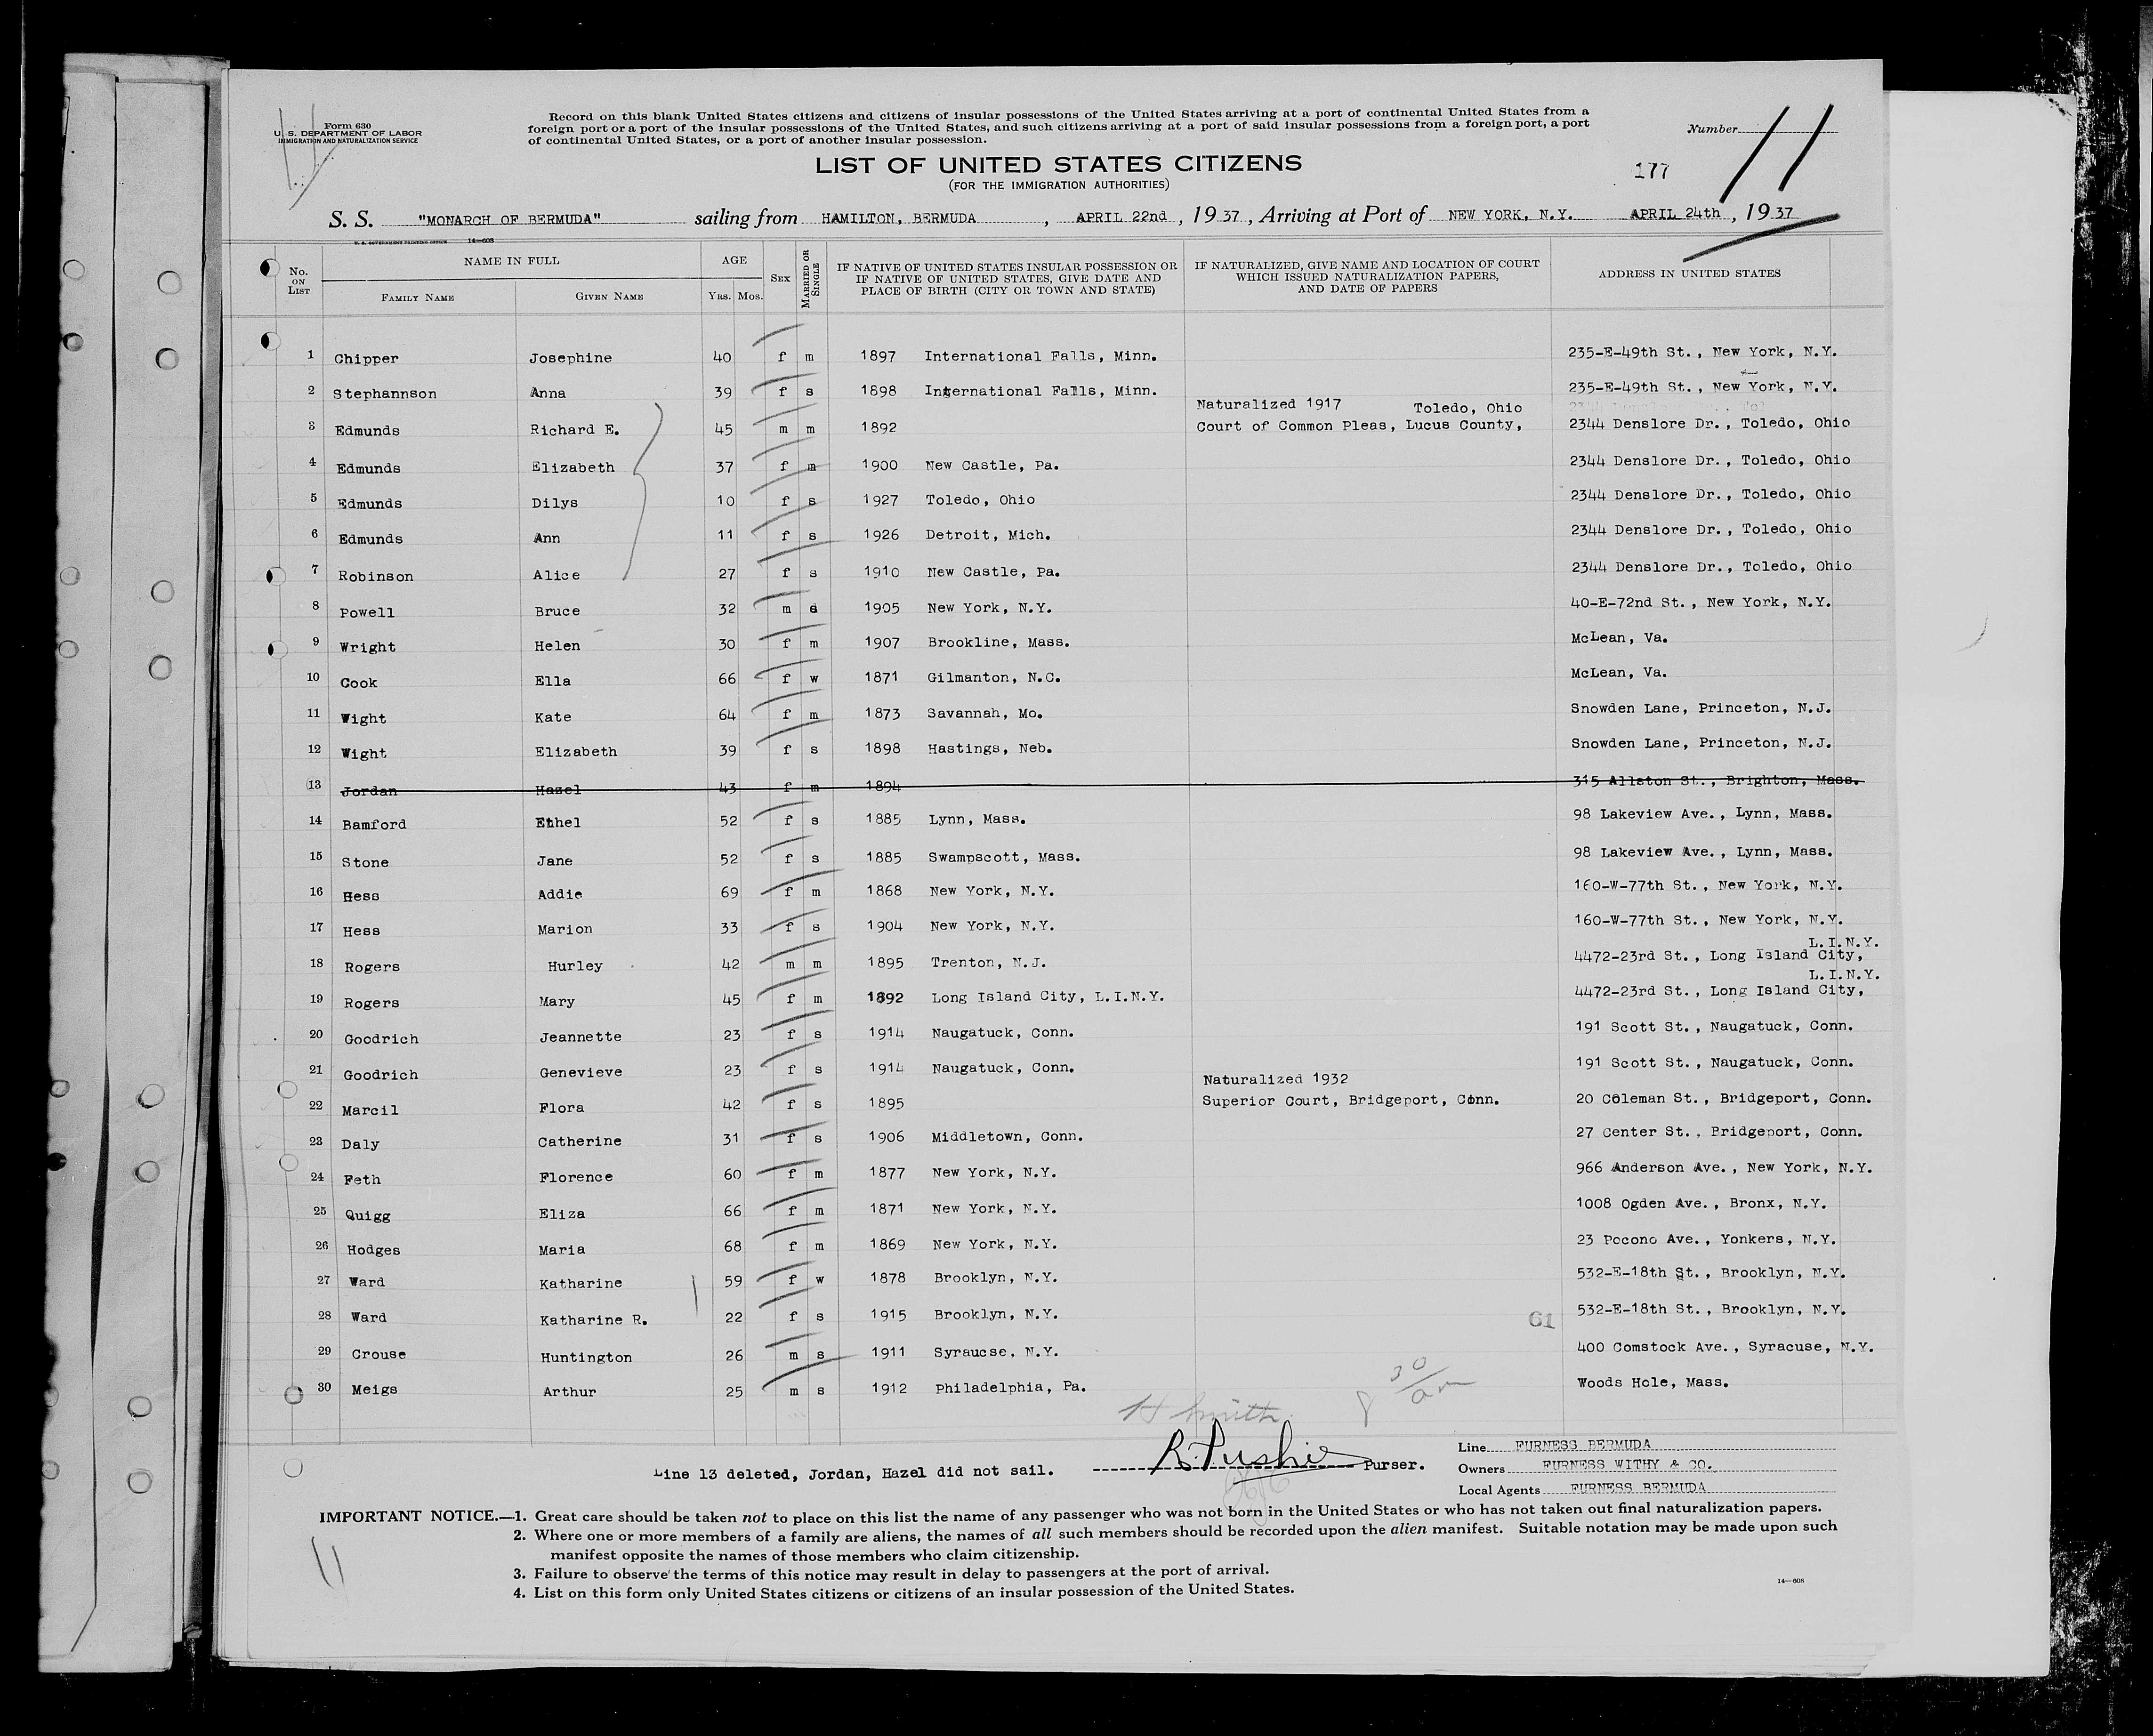 Form 630
U. S. DEPARTMENT OF LABOR
IMMIGRATION AND NATURALIZATION SERVICE
Record on this blank United States citizens and citizens of insular possessions of the United States arriving at a port of continental United States from a
foreign port or a port of the insular possessions of the United States, and such citizens arriving at a port of said insular possessions from a foreign port, a port
of continental United States, or a port of another insular possession.
Number 11
LIST OF UNITED STATES CITIZENS
(FOR THE IMMIGRATION AUTHORITIES)
177
S. S. "MONARCH OF BERMUDA" sailing from HAMILTON, BERMUDA , APRIL 22nd , 19 37 , Arriving at Port of NEW YORK, N.Y. APRIL 24th , 19 37
U. S. GOVERNMENT PRINTING OFFICE 14—608
No. ON LIST
NAME IN FULL
FAMILY NAME GIVEN NAME
AGE
YRS. MOS.
SEX
MARRIED OR SINGLE
IF NATIVE OF UNITED STATES INSULAR POSSESSION OR
IF NATIVE OF UNITED STATES, GIVE DATE AND
PLACE OF BIRTH (CITY OR TOWN AND STATE)
IF NATURALIZED, GIVE NAME AND LOCATION OF COURT
WHICH ISSUED NATURALIZATION PAPERS,
AND DATE OF PAPERS
ADDRESS IN UNITED STATES
1 Chipper Josephine 40 f m 1897 International Falls, Minn. 235-E-49th St., New York, N.Y.
2 Stephannson Anna 39 f s 1898 International Falls, Minn. 235-E-49th St., New York, N.Y.
Naturalized 1917 Toledo, Ohio
3 Edmunds Richard E. 45 m m 1892 Court of Common Pleas, Lucus County, 2344 Denslore Dr., Toledo, Ohio
4 Edmunds Elizabeth 37 f m 1900 New Castle, Pa. 2344 Denslore Dr., Toledo, Ohio
5 Edmunds Dilys 10 f s 1927 Toledo, Ohio 2344 Denslore Dr., Toledo, Ohio
6 Edmunds Ann 11 f s 1926 Detroit, Mich. 2344 Denslore Dr., Toledo, Ohio
7 Robinson Alice 27 f s 1910 New Castle, Pa. 2344 Denslore Dr., Toledo, Ohio
8 Powell Bruce 32 m s 1905 New York, N.Y. 40-E-72nd St., New York, N.Y.
9 Wright Helen 30 f m 1907 Brookline, Mass. McLean, Va.
10 Cook Ella 66 f w 1871 Gilmanton, N.C. McLean, Va.
11 Wight Kate 64 f m 1873 Savannah, Mo. Snowden Lane, Princeton, N.J.
12 Wight Elizabeth 39 f s 1898 Hastings, Neb. Snowden Lane, Princeton, N.J.
13 Jordan Hazel 43 f m 1894 315 Allston St., Brighton, Mass.
14 Bamford Ethel 52 f s 1885 Lynn, Mass. 98 Lakeview Ave., Lynn, Mass.
15 Stone Jane 52 f s 1885 Swampscott, Mass. 98 Lakeview Ave., Lynn, Mass.
16 Hess Addie 69 f m 1868 New York, N.Y. 160-W-77th St., New York, N.Y.
17 Hess Marion 33 f s 1904 New York, N.Y. 160-W-77th St., New York, N.Y.
L.I.N.Y.
18 Rogers Hurley 42 m m 1895 Trenton, N.J. 4472-23rd St., Long Island City,
L.I.N.Y.
19 Rogers Mary 45 f m 1892 Long Island City, L.I.N.Y. 4472-23rd St., Long Island City,
20 Goodrich Jeannette 23 f s 1914 Naugatuck, Conn. 191 Scott St., Naugatuck, Conn.
21 Goodrich Genevieve 23 f s 1914 Naugatuck, Conn. 191 Scott St., Naugatuck, Conn.
Naturalized 1932
22 Marcil Flora 42 f s 1895 Superior Court, Bridgeport, Conn. 20 Coleman St., Bridgeport, Conn.
23 Daly Catherine 31 f s 1906 Middletown, Conn. 27 Center St., Bridgeport, Conn.
24 Feth Florence 60 f m 1877 New York, N.Y. 966 Anderson Ave., New York, N.Y.
25 Quigg Eliza 66 f m 1871 New York, N.Y. 1008 Ogden Ave., Bronx, N.Y.
26 Hodges Maria 68 f m 1869 New York, N.Y. 23 Pocono Ave., Yonkers, N.Y.
27 Ward Katharine 59 f w 1878 Brooklyn, N.Y. 532-E-18th St., Brooklyn, N.Y.
28 Ward Katharine R. 22 f s 1915 Brooklyn, N.Y. 61 532-E-18th St., Brooklyn, N.Y.
29 Crouse Huntington 26 m s 1911 Syraucse, N.Y. 400 Comstock Ave., Syracuse, N.Y.
30 Meigs Arthur 25 m s 1912 Philadelphia, Pa. Woods Hole, Mass.
H Smith 8 30/am
Line 13 deleted, Jordan, Hazel did not sail. R. Pushie Purser.
Line FURNESS BERMUDA
Owners FURNESS WITHY & CO.
Local Agents FURNESS BERMUDA
IMPORTANT NOTICE.—1. Great care should be taken not to place on this list the name of any passenger who was not born in the United States or who has not taken out final naturalization papers.
2. Where one or more members of a family are aliens, the names of all such members should be recorded upon the alien manifest. Suitable notation may be made upon such
manifest opposite the names of those members who claim citizenship.
3. Failure to observe the terms of this notice may result in delay to passengers at the port of arrival.
4. List on this form only United States citizens or citizens of an insular possession of the United States.
14—608
11